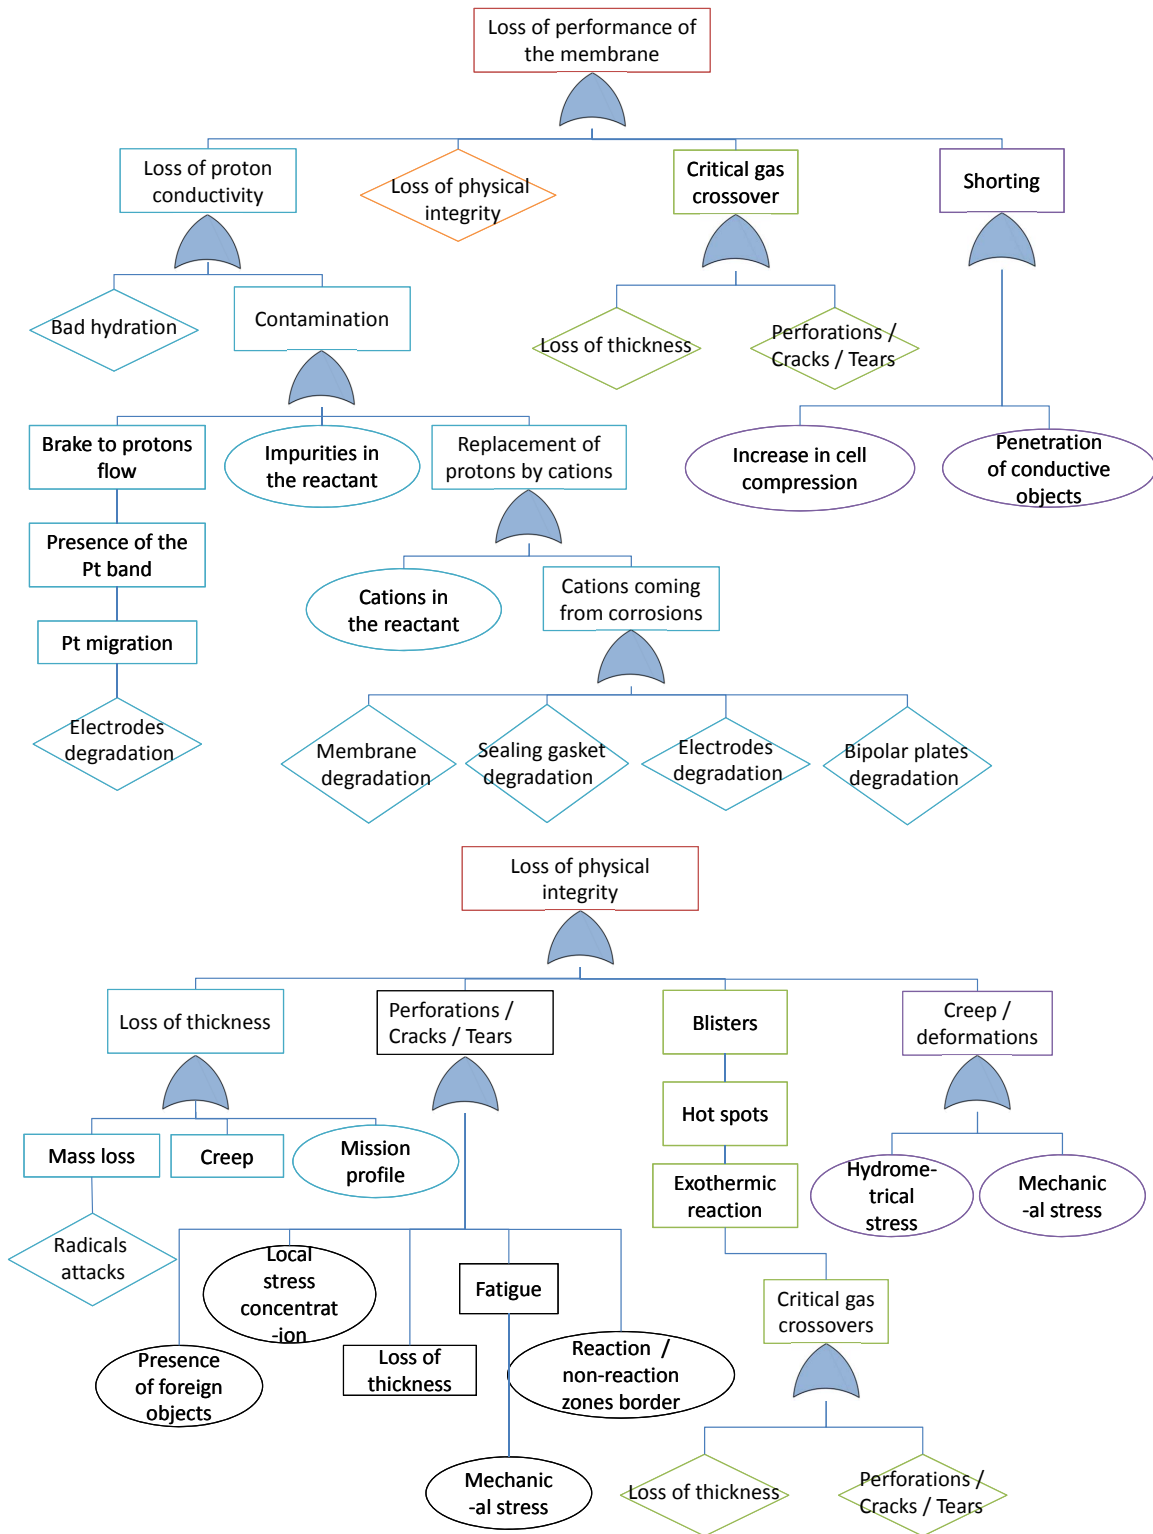 Loss of performance of
the membrane
Loss of proton
conductivity
Loss of physical
integrity
Critical gas
crossover
Shorting
Bad hydration
Contamination
Loss of thickness
Perforations /
Cracks / Tears
Brake to protons
flow
Impurities in
the reactant
Replacement of
protons by cations
Increase in cell
compression
Penetration
of conductive
objects
Presence of the
Pt band
Cations in
the reactant
Cations coming
from corrosions
Pt migration
Electrodes
degradation
Membrane
degradation
Sealing gasket
degradation
Electrodes
degradation
Bipolar plates
degradation
Loss of physical
integrity
Loss of thickness
Perforations /
Cracks / Tears
Blisters
Creep /
deformations
Hot spots
Mass loss
Creep
Mission
profile
Exothermic
reaction
Hydrome-
trical
stress
Mechanic
-al stress
Radicals
attacks
Local
stress
concentrat
-ion
Fatigue
Critical gas
crossovers
Presence
of foreign
objects
Loss of
thickness
Reaction /
non-reaction
zones border
Mechanic
-al stress
Loss of thickness
Perforations /
Cracks / Tears